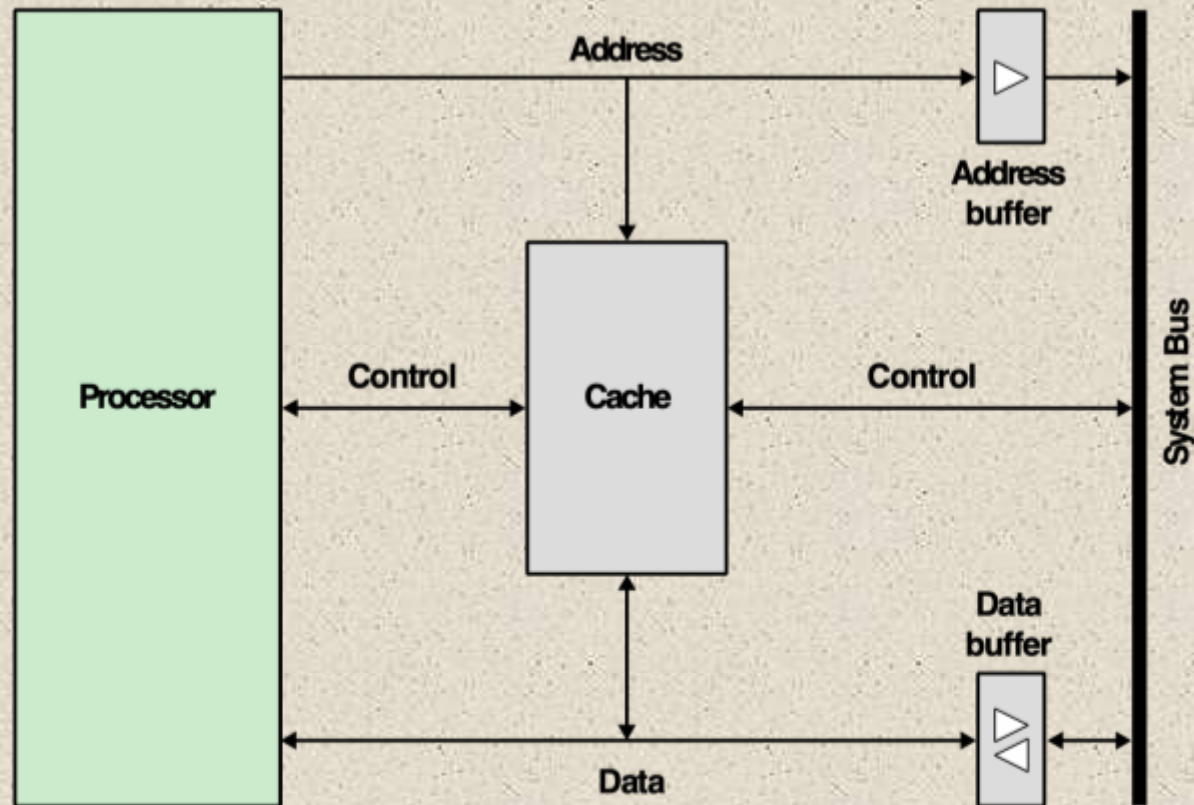 Address
Address
buffer
Processor
Control
Cache
Control
System Bus
Data
buffer
Data